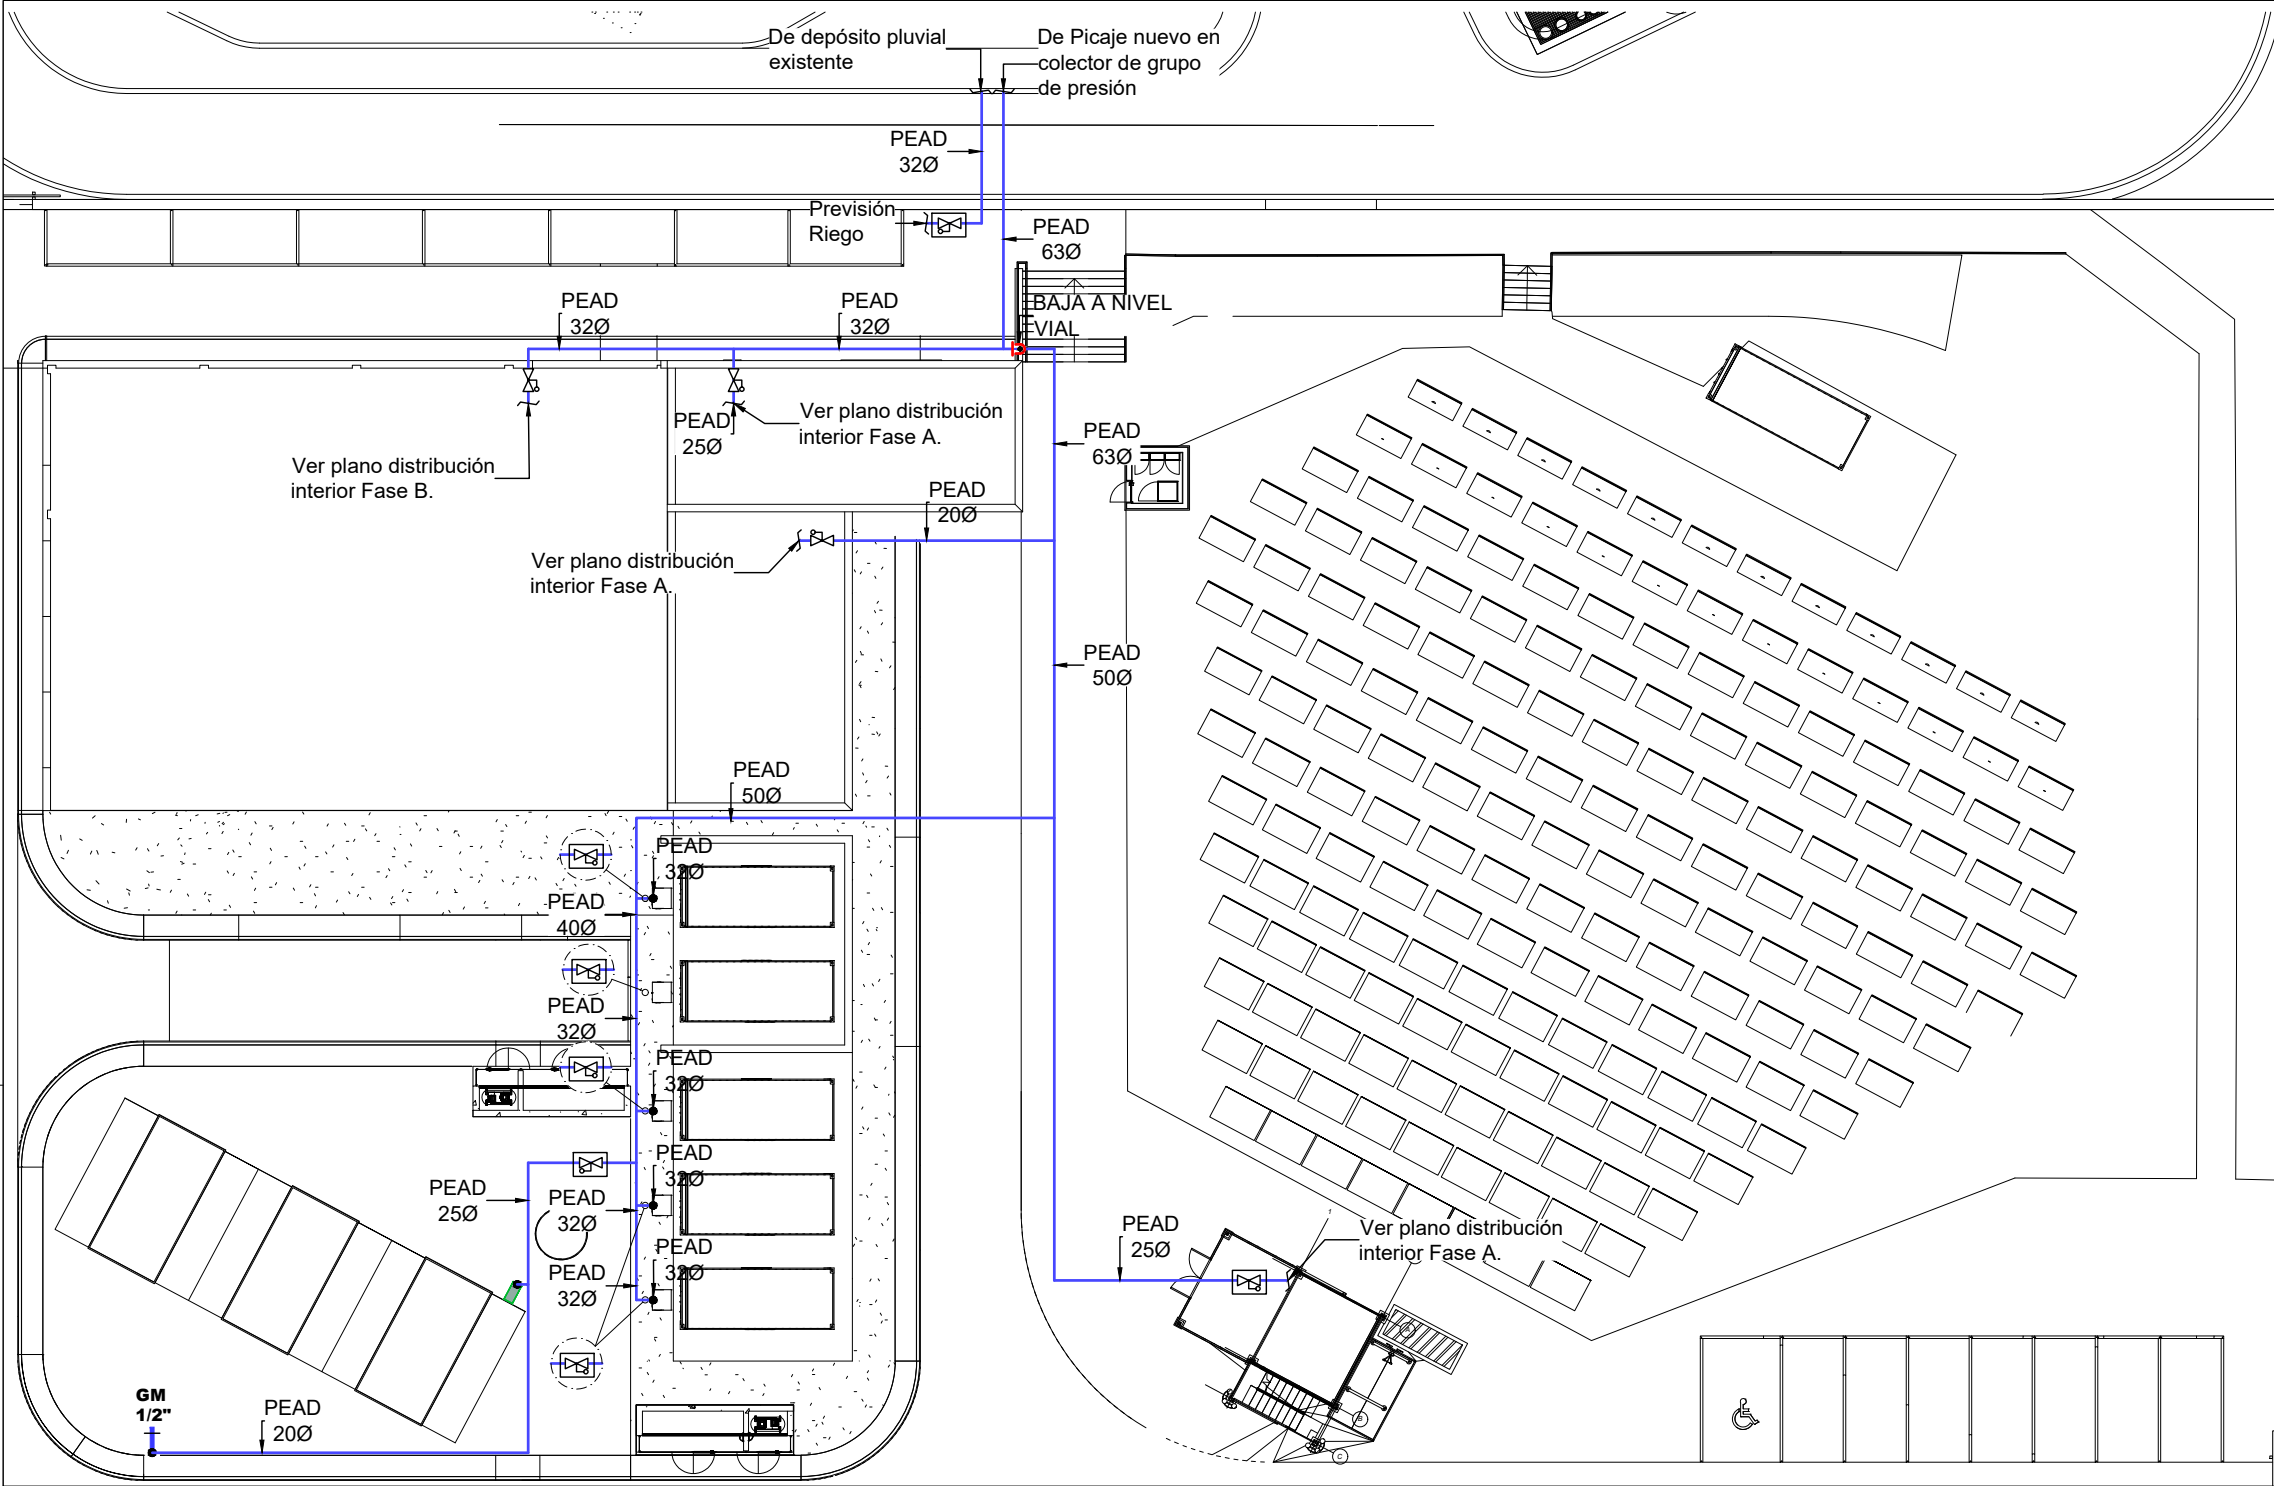 De depósito pluvial
existente
De Picaje nuevo en
colector de grupo
de presión
PEAD
32Ø
Previsión
Riego
PEAD
63Ø
BAJA A NIVEL
VIAL
PEAD
32Ø
PEAD
32Ø
Ver plano distribución
interior Fase A.
PEAD
25Ø
PEAD
63Ø
Ver plano distribución
interior Fase B.
PEAD
20Ø
Ver plano distribución
interior Fase A.
PEAD
50Ø
PEAD
50Ø
PEAD
32Ø
PEAD
40Ø
PEAD
32Ø
PEAD
32Ø
PEAD
32Ø
PEAD
25Ø
PEAD
32Ø
PEAD
32Ø
PEAD
32Ø
PEAD
25Ø
Ver plano distribución
interior Fase A.
GM
1/2"
PEAD
20Ø